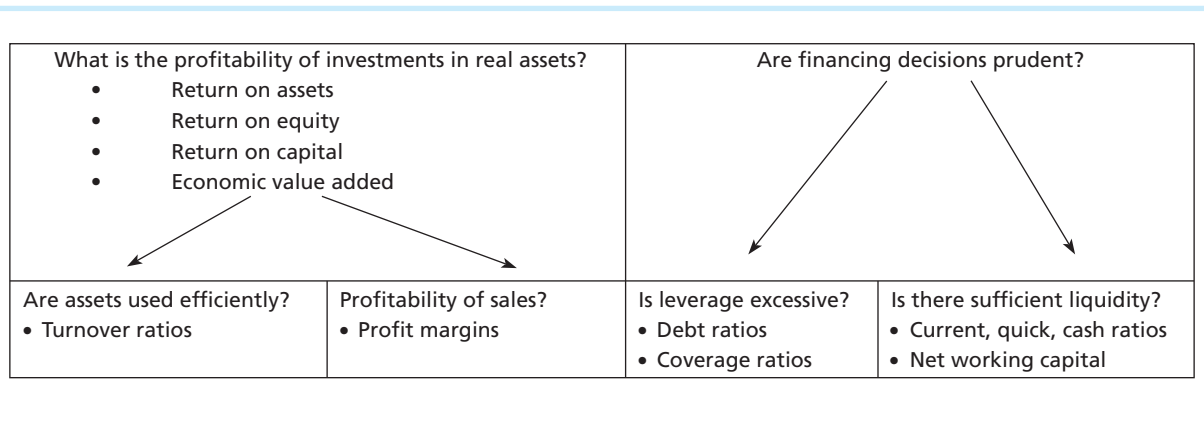 What is the profitability of investments in real assets?
• Return on assets
• Return on equity
• Return on capital
• Economic value added
Are financing decisions prudent?
Are assets used efficiently?
• Turnover ratios
Profitability of sales?
• Profit margins
Is leverage excessive?
• Debt ratios
• Coverage ratios
Is there sufficient liquidity?
• Current, quick, cash ratios
• Net working capital